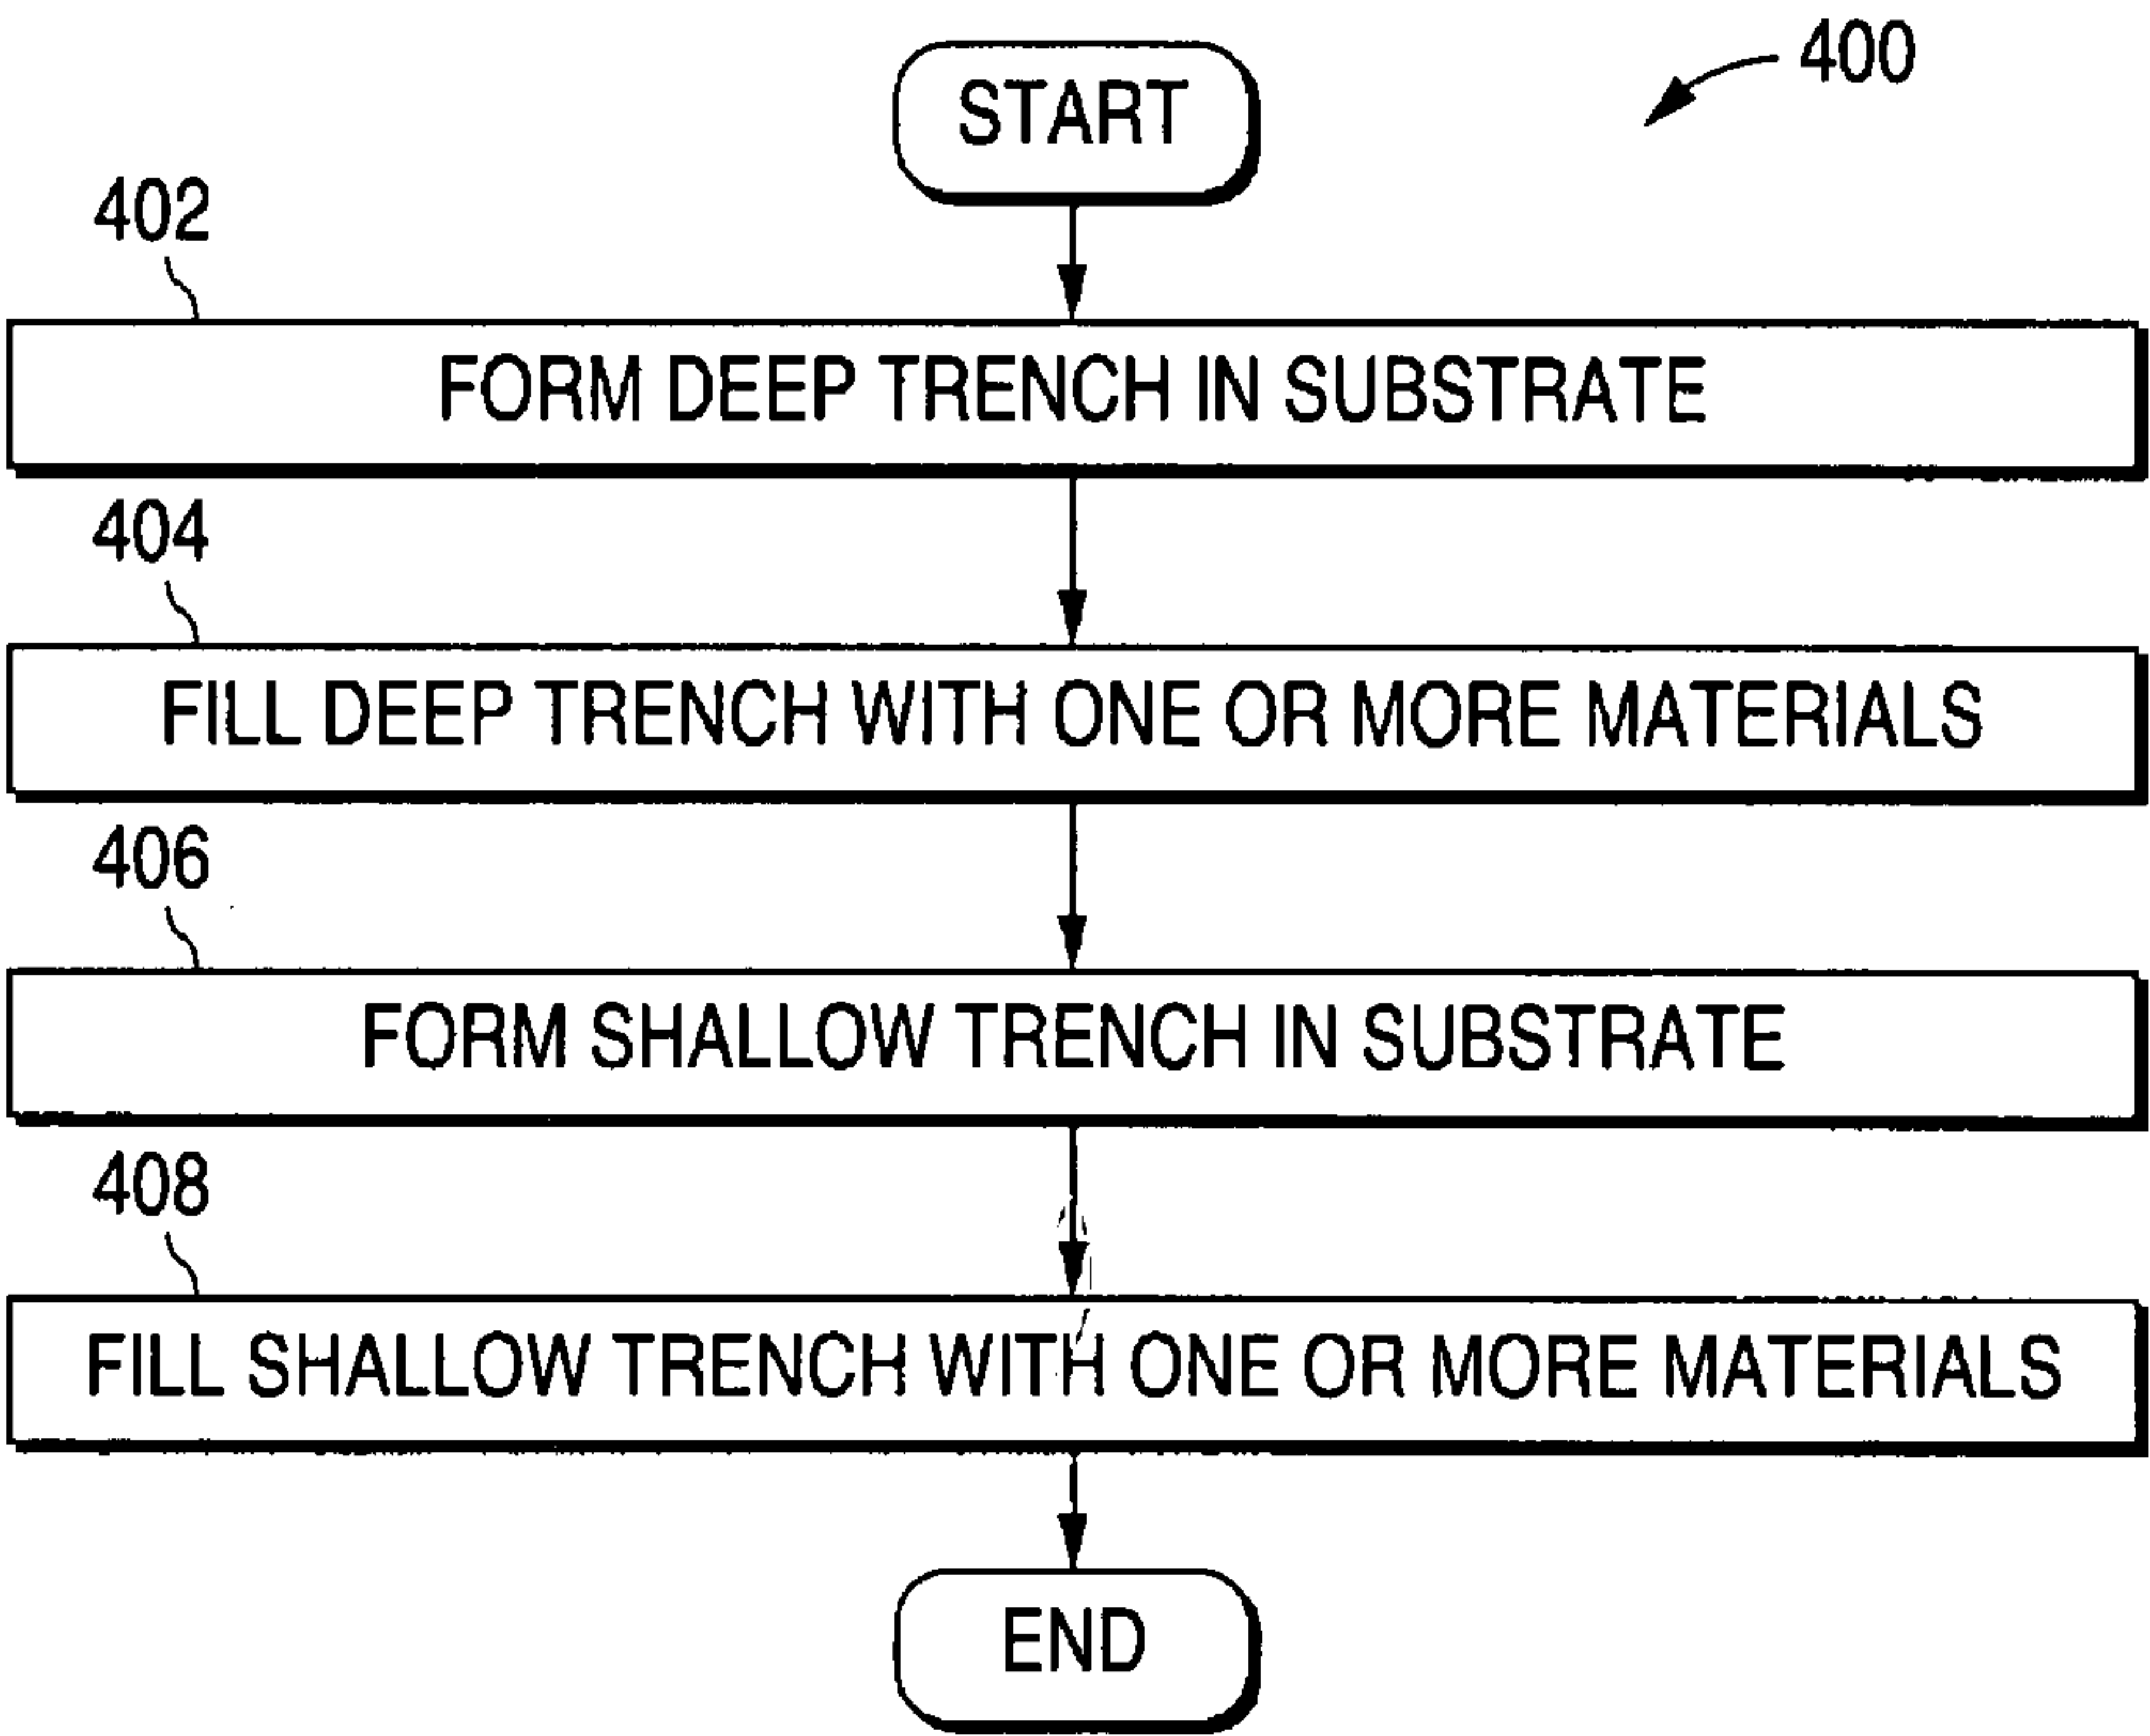 START
400
402
FORM DEEP TRENCH IN SUBSTRATE
404
FILL DEEP TRENCH WITH ONE OR MORE MATERIALS
406
FORM SHALLOW TRENCH IN SUBSTRATE
408
FILL SHALLOW TRENCH WITH ONE OR MORE MATERIALS
END